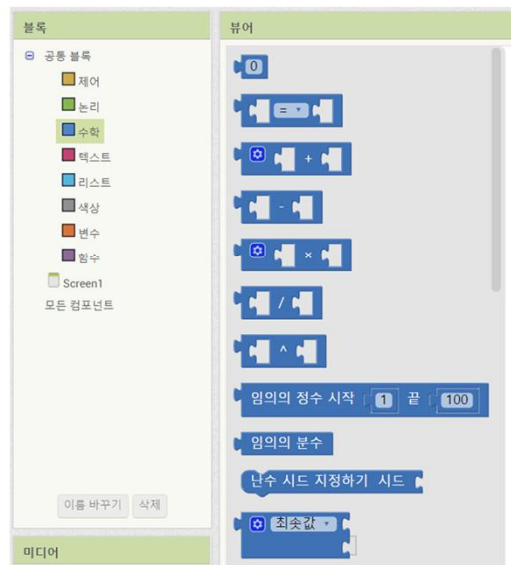 블록
공통 블록
제어
논리
수학
텍스트
리스트
색상
변수
함수
Screen1
모든 컴포넌트
이름 바꾸기 삭제
미디어
뷰어
0
=
+
-
×
/
^
임의의 정수 시작 1 끝 100
임의의 분수
난수 시드 지정하기 시드
최솟값